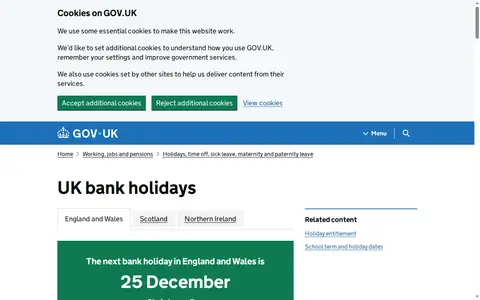 Cookies on GOV.UK
We use some essential cookies to make this website work.
We'd like to set additional cookies to understand how you use GOV.UK,
remember your settings and improve government services.
We also use cookies set by other sites to help us deliver content from their
services.
Accept additional cookies Reject additional cookies View cookies
GOV·UK Menu
Home Working, jobs and pensions Holidays, time off, sick leave, maternity and paternity leave
UK bank holidays
England and Wales Scotland Northern Ireland
Related content
Holiday entitlement
School term and holiday dates
The next bank holiday in England and Wales is
25 December